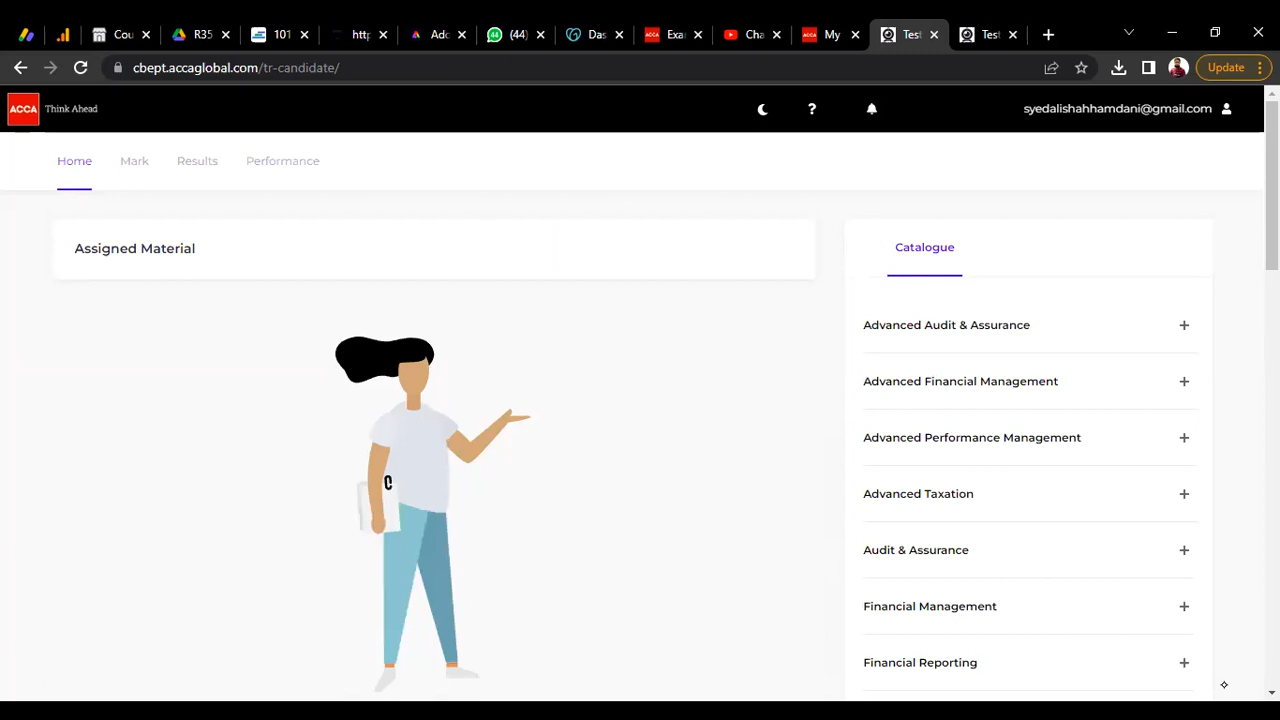 Cou
R35
101
htt
Adc
(44)
Das
Exa
Cha
My
Test
Test
cbept.accaglobal.com/tr-candidate/
Update
ACCA Think Ahead
?
syedalishahhamdani@gmail.com
Home Mark Results Performance
Assigned Material
Catalogue
Advanced Audit & Assurance
Advanced Financial Management
Advanced Performance Management
Advanced Taxation
Audit & Assurance
Financial Management
Financial Reporting